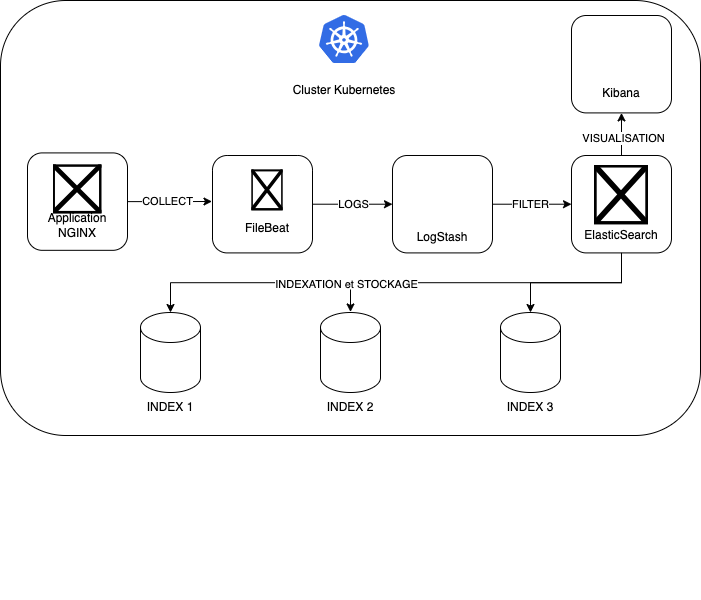 Cluster Kubernetes
Kibana
VISUALISATION
Application
NGINX
COLLECT
FileBeat
LOGS
LogStash
FILTER
ElasticSearch
INDEXATION et STOCKAGE
INDEX 1
INDEX 2
INDEX 3